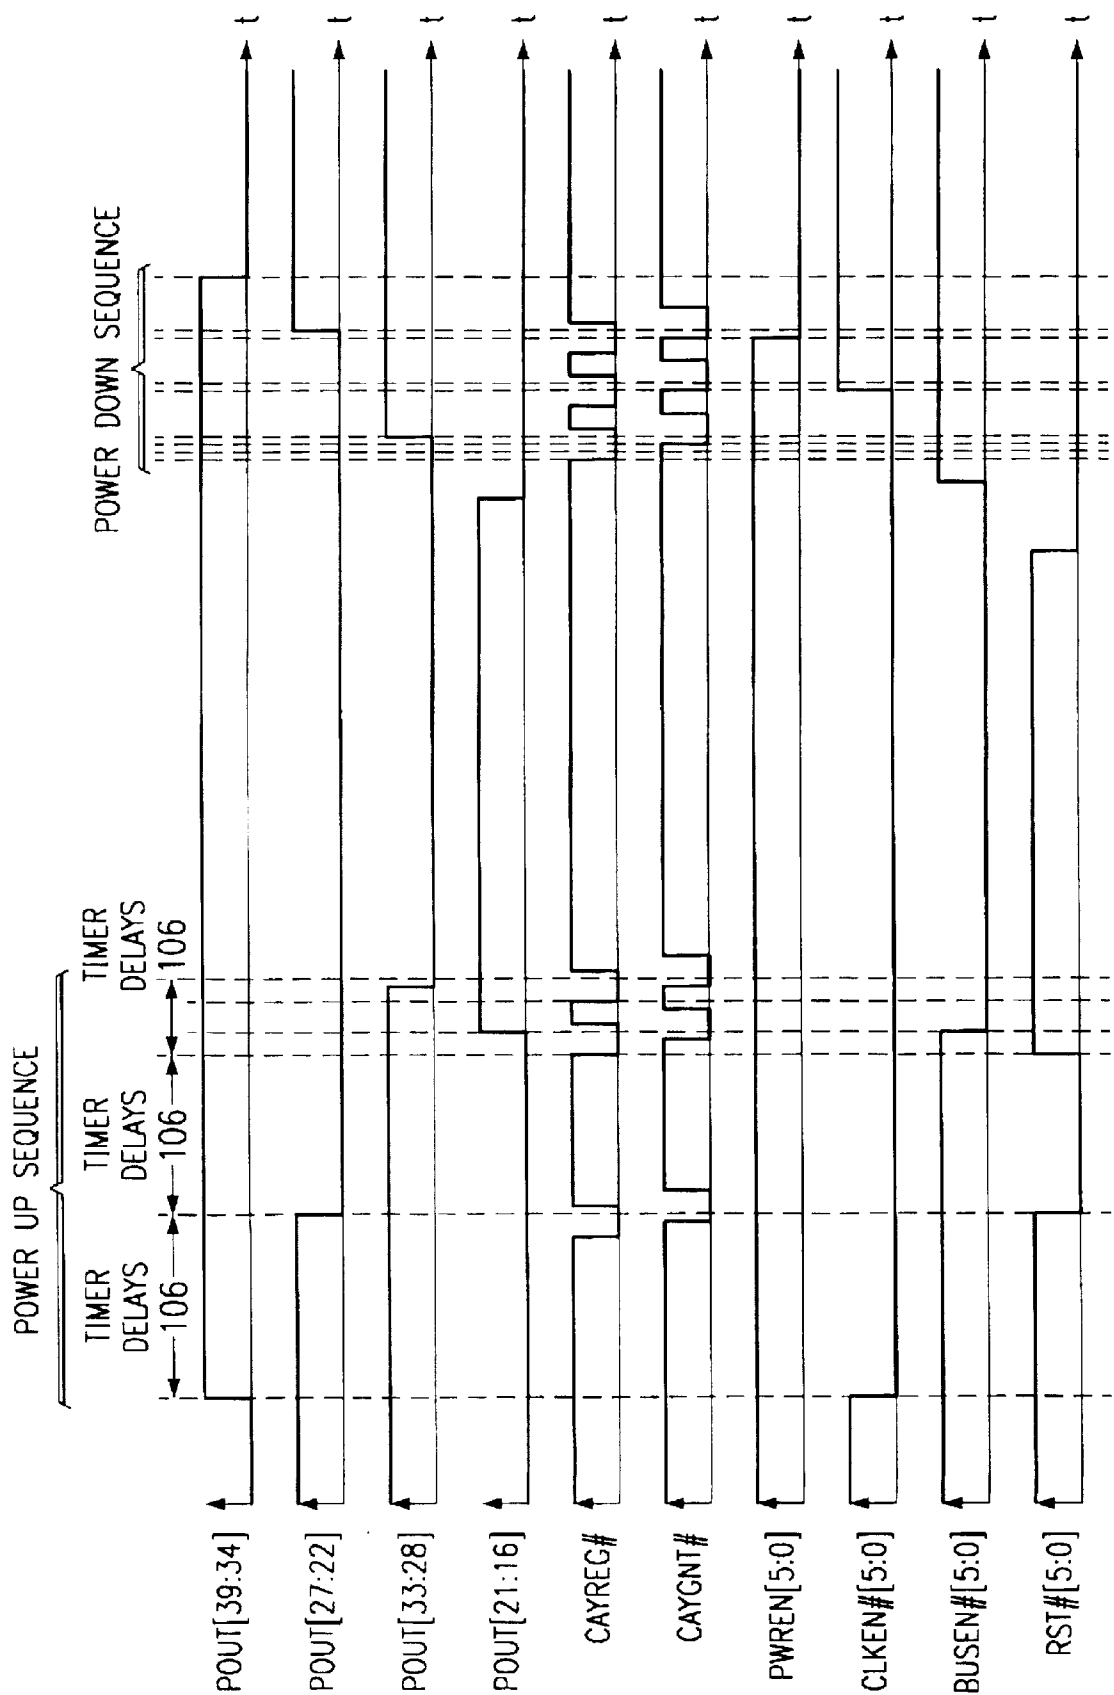 POWER UP SEQUENCE
POWER DOWN SEQUENCE
TIMER
DELAYS
106
TIMER
DELAYS
106
TIMER
DELAYS
106
POUT[39:34]
t
POUT[27:22]
t
POUT[33:28]
t
POUT[21:16]
t
CAYREG#
t
CAYGNT#
t
PWREN[5:0]
t
CLKEN#[5:0]
t
BUSEN#[5:0]
t
RST#[5:0]
t